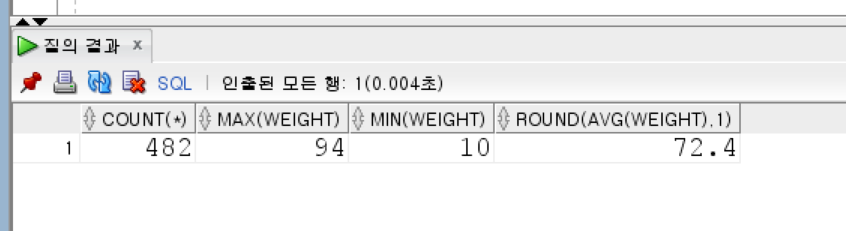 질의 결과 ×
SQL | 인출된 모든 행: 1(0.004초)
COUNT(*) MAX(WEIGHT) MIN(WEIGHT) ROUND(AVG(WEIGHT),1)
1 482 94 10 72.4